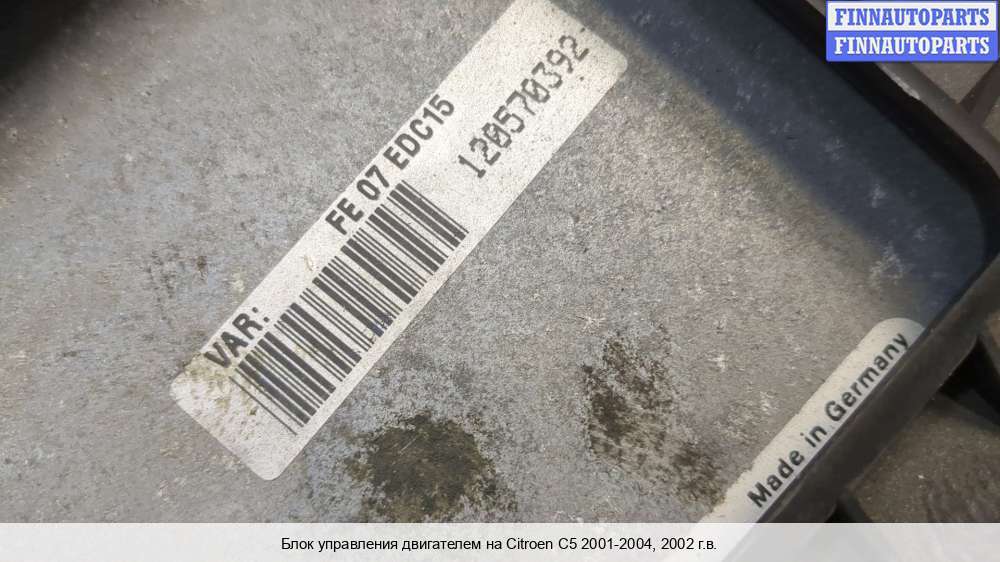 FINNAUTOPARTS
FINNAUTOPARTS
VAR: FE 07 EDC15
120570392
Made in Germany
Блок управления двигателем на Citroen C5 2001-2004, 2002 г.в.